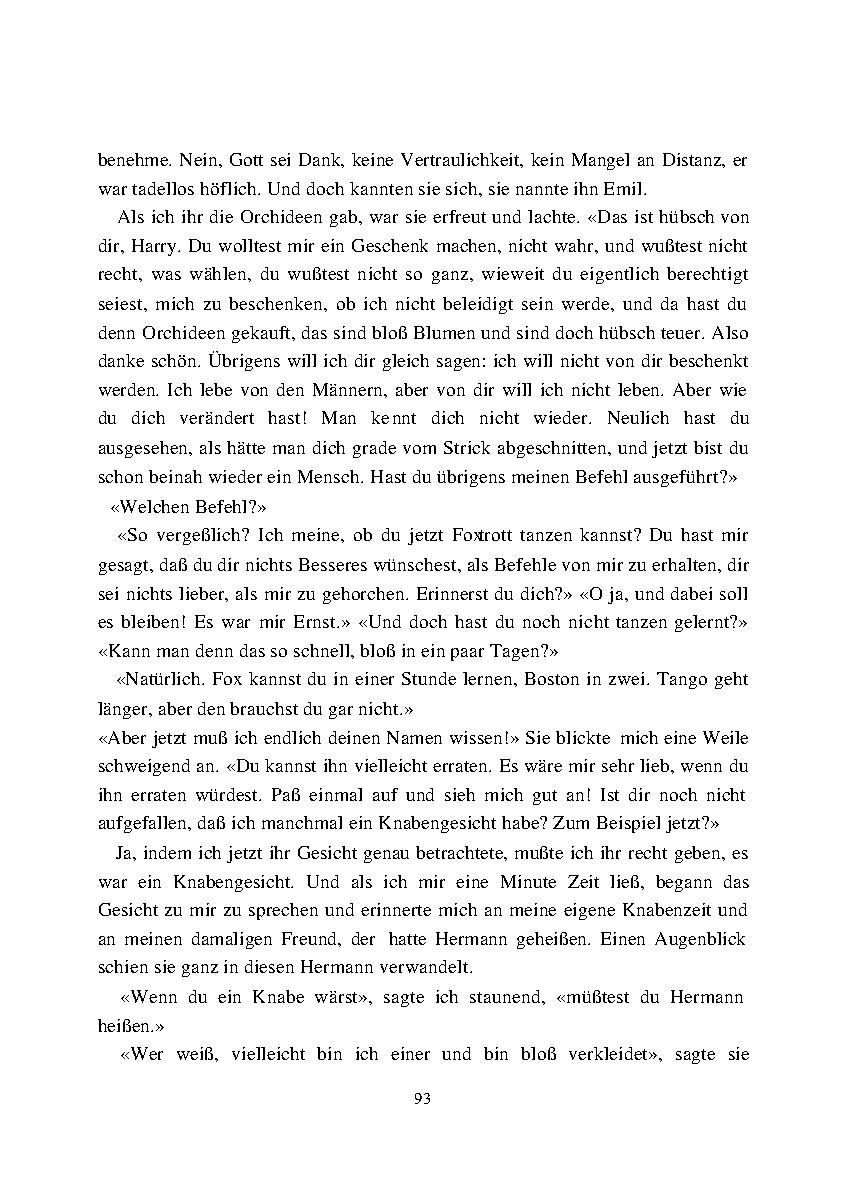 benehme. Nein, Gott sei Dank, keine Vertraulichkeit, kein Mangel an Distanz, er
war tadellos höflich. Und doch kannten sie sich, sie nannte ihn Emil.
Als ich ihr die Orchideen gab, war sie erfreut und lachte. «Das ist hübsch von
dir, Harry. Du wolltest mir ein Geschenk machen, nicht wahr, und wußtest nicht
recht, was wählen, du wußtest nicht so ganz, wieweit du eigentlich berechtigt
seiest, mich zu beschenken, ob ich nicht beleidigt sein werde, und da hast du
denn Orchideen gekauft, das sind bloß Blumen und sind doch hübsch teuer. Also
danke schön. Übrigens will ich dir gleich sagen: ich will nicht von dir beschenkt
werden. Ich lebe von den Männern, aber von dir will ich nicht leben. Aber wie
du dich verändert hast! Man kennt dich nicht wieder. Neulich hast du
ausgesehen, als hätte man dich grade vom Strick abgeschnitten, und jetzt bist du
schon beinah wieder ein Mensch. Hast du übrigens meinen Befehl ausgeführt?»
«Welchen Befehl?»
«So vergeßlich? Ich meine, ob du jetzt Foxtrott tanzen kannst? Du hast mir
gesagt, daß du dir nichts Besseres wünschest, als Befehle von mir zu erhalten, dir
sei nichts lieber, als mir zu gehorchen. Erinnerst du dich?» «O ja, und dabei soll
es bleiben! Es war mir Ernst.» «Und doch hast du noch nicht tanzen gelernt?»
«Kann man denn das so schnell, bloß in ein paar Tagen?»
«Natürlich. Fox kannst du in einer Stunde lernen, Boston in zwei. Tango geht
länger, aber den brauchst du gar nicht.»
«Aber jetzt muß ich endlich deinen Namen wissen!» Sie blickte mich eine Weile
schweigend an. «Du kannst ihn vielleicht erraten. Es wäre mir sehr lieb, wenn du
ihn erraten würdest. Paß einmal auf und sieh mich gut an! Ist dir noch nicht
aufgefallen, daß ich manchmal ein Knabengesicht habe? Zum Beispiel jetzt?»
Ja, indem ich jetzt ihr Gesicht genau betrachtete, mußte ich ihr recht geben, es
war ein Knabengesicht. Und als ich mir eine Minute Zeit ließ, begann das
Gesicht zu mir zu sprechen und erinnerte mich an meine eigene Knabenzeit und
an meinen damaligen Freund, der hatte Hermann geheißen. Einen Augenblick
schien sie ganz in diesen Hermann verwandelt.
«Wenn du ein Knabe wärst», sagte ich staunend, «müßtest du Hermann
heißen.»
«Wer weiß, vielleicht bin ich einer und bin bloß verkleidet», sagte sie
93